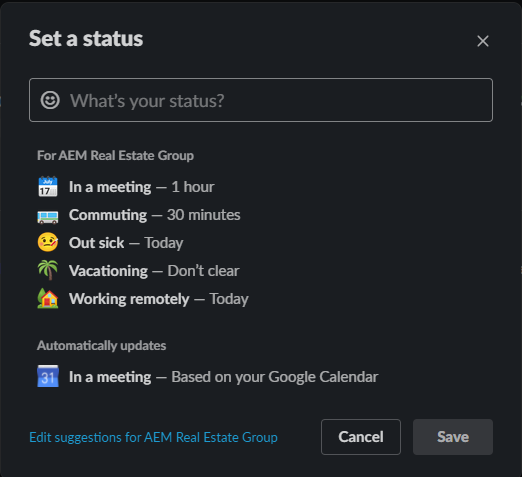 Set a status
What's your status?
For AEM Real Estate Group
July
17
In a meeting — 1 hour
Commuting — 30 minutes
Out sick — Today
Vacationing — Don't clear
Working remotely — Today
Automatically updates
31
In a meeting — Based on your Google Calendar
Edit suggestions for AEM Real Estate Group
Cancel
Save